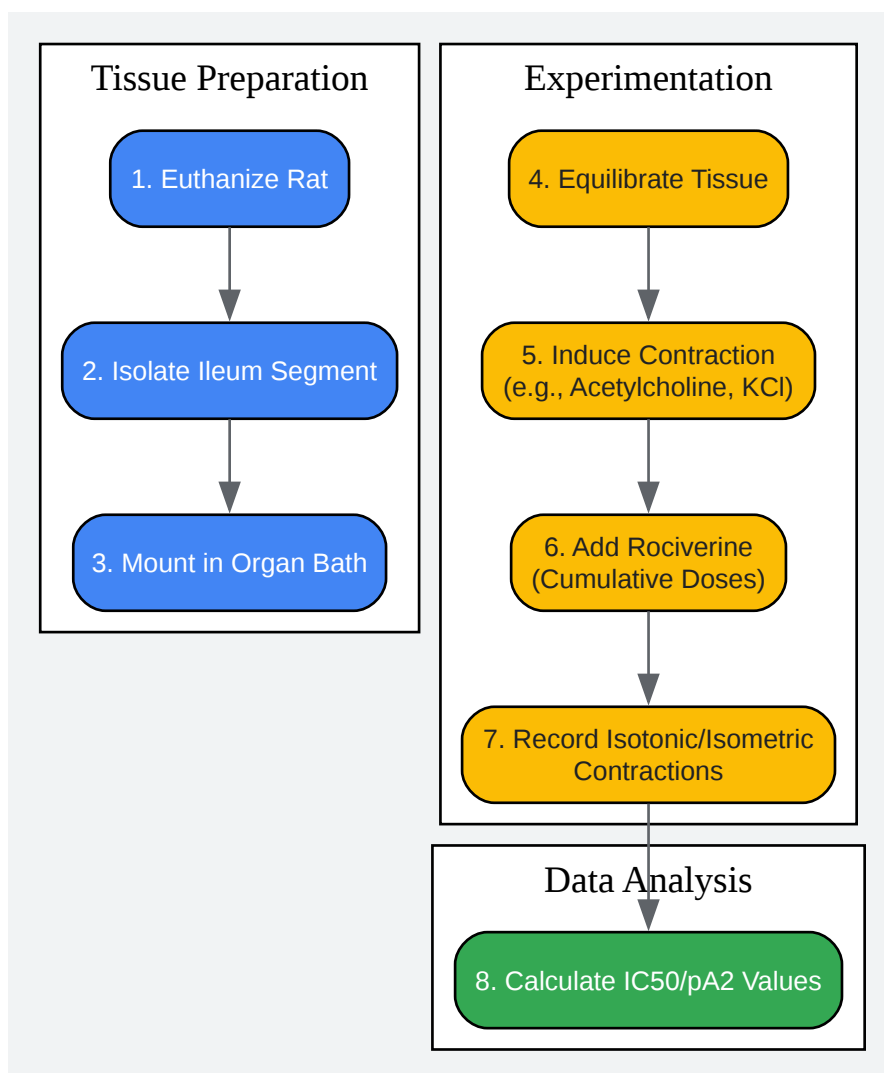 Tissue Preparation
1. Euthanize Rat
2. Isolate Ileum Segment
3. Mount in Organ Bath
Experimentation
4. Equilibrate Tissue
5. Induce Contraction
(e.g., Acetylcholine, KCl)
6. Add Rociverine
(Cumulative Doses)
7. Record Isotonic/Isometric
Contractions
Data Analysis
8. Calculate IC50/pA2 Values